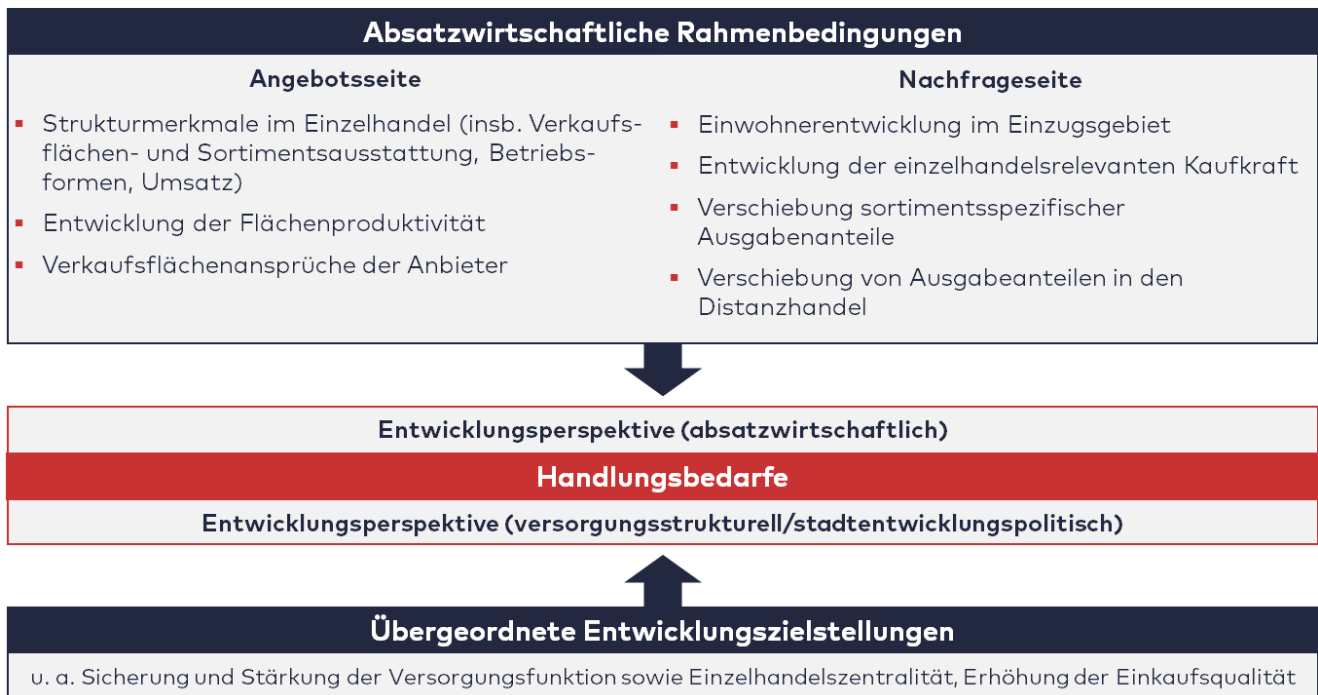 Absatzwirtschaftliche Rahmenbedingungen
Angebotsseite
▪ Strukturmerkmale im Einzelhandel (insb. Verkaufs-
flächen- und Sortimentsausstattung, Betriebs-
formen, Umsatz)
▪ Entwicklung der Flächenproduktivität
▪ Verkaufsflächenansprüche der Anbieter
Nachfrageseite
▪ Einwohnerentwicklung im Einzugsgebiet
▪ Entwicklung der einzelhandelsrelevanten Kaufkraft
▪ Verschiebung sortimentsspezifischer
Ausgabenanteile
▪ Verschiebung von Ausgabeanteilen in den
Distanzhandel
Entwicklungsperspektive (absatzwirtschaftlich)
Handlungsbedarfe
Entwicklungsperspektive (versorgungsstrukturell/stadtentwicklungspolitisch)
Übergeordnete Entwicklungszielstellungen
u. a. Sicherung und Stärkung der Versorgungsfunktion sowie Einzelhandelszentralität, Erhöhung der Einkaufsqualität